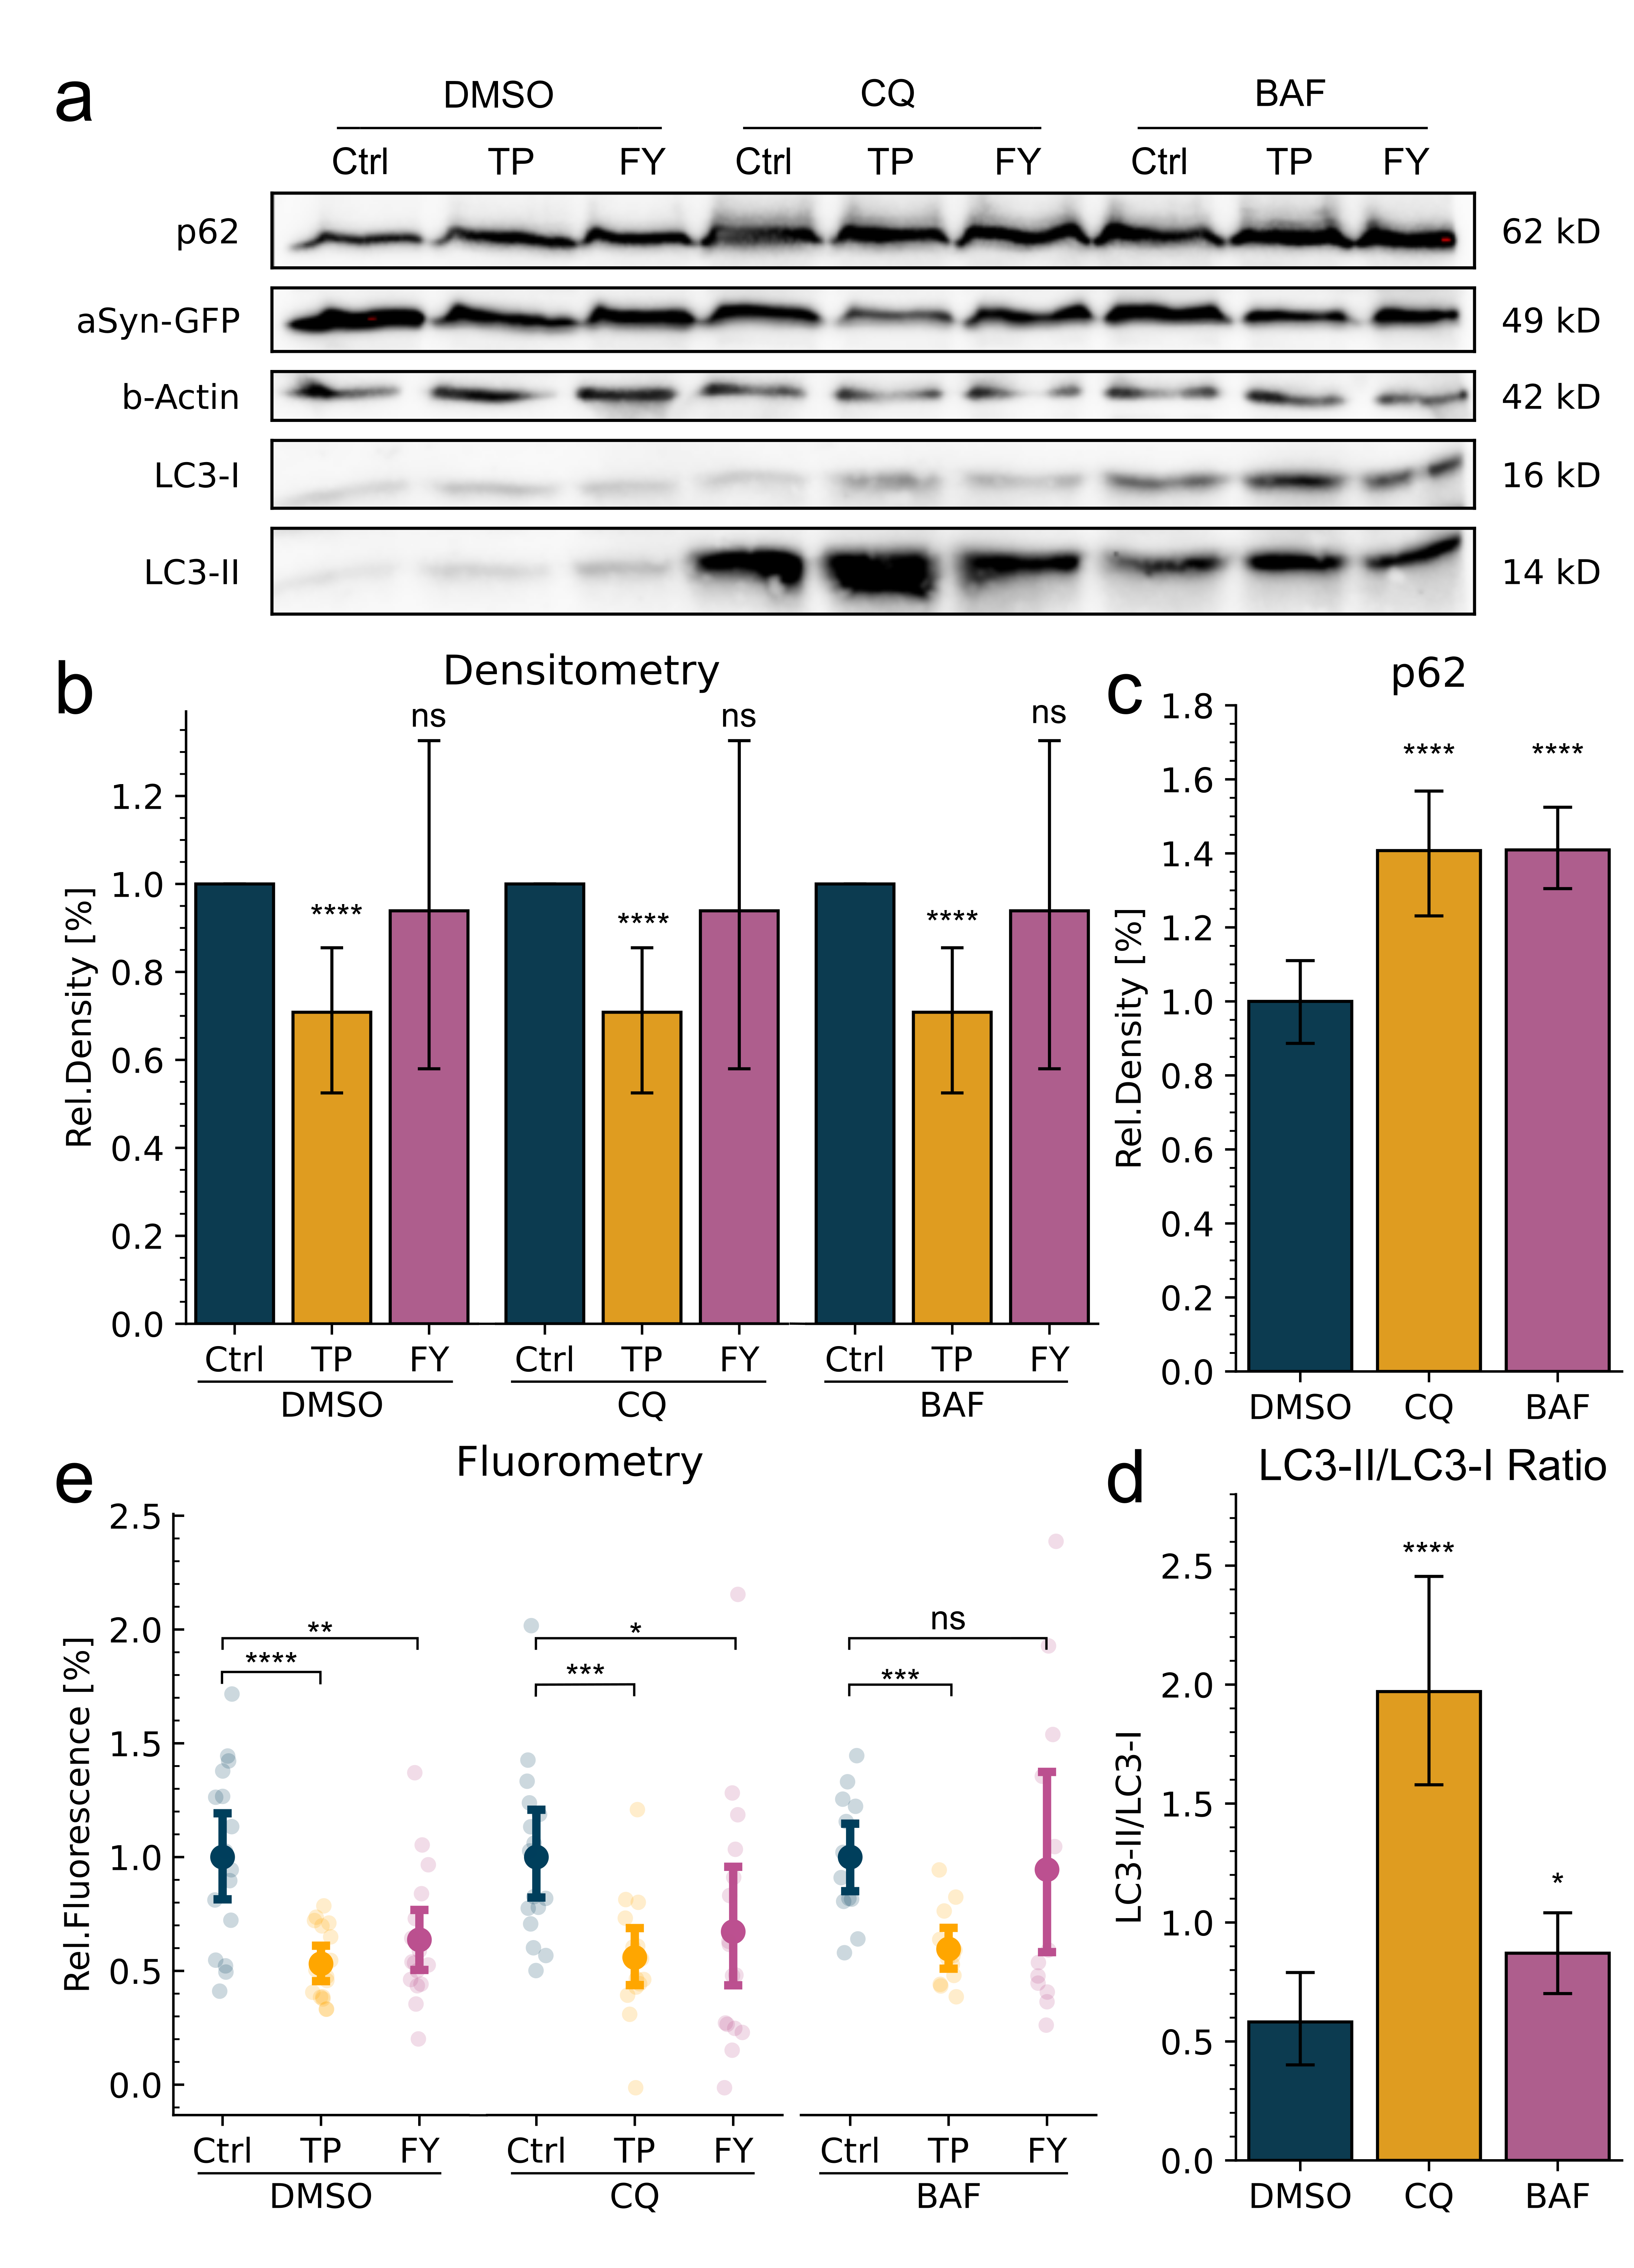 a
DMSO CQ BAF
Ctrl TP FY Ctrl TP FY Ctrl TP FY
p62 62 kD
aSyn-GFP 49 kD
b-Actin 42 kD
LC3-I 16 kD
LC3-II 14 kD
b
Densitometry
Rel.Density [%]
1.2
1.0
0.8
0.6
0.4
0.2
0.0
**** ns **** ns **** ns
Ctrl TP FY Ctrl TP FY Ctrl TP FY
DMSO CQ BAF
c
p62
Rel.Density [%]
1.8
1.6
1.4
1.2
1.0
0.8
0.6
0.4
0.2
0.0
**** ****
DMSO CQ BAF
e
Fluorometry
Rel.Fluorescence [%]
2.5
2.0
1.5
1.0
0.5
0.0
** * ns
**** *** ***
Ctrl TP FY Ctrl TP FY Ctrl TP FY
DMSO CQ BAF
d
LC3-II/LC3-I Ratio
LC3-II/LC3-I
2.5
2.0
1.5
1.0
0.5
0.0
**** *
DMSO CQ BAF